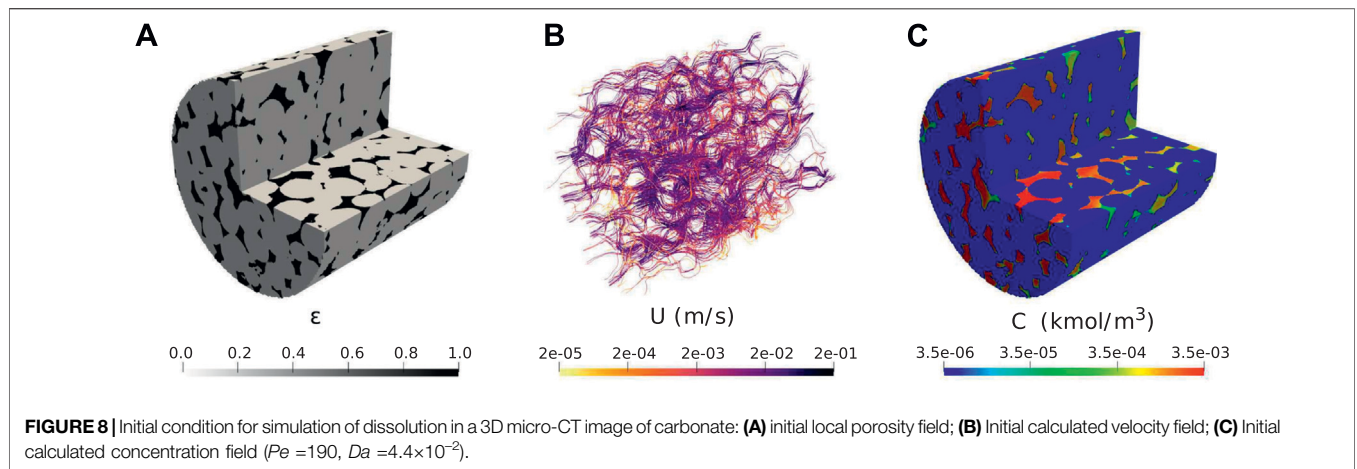 A B C
ε U (m/s) C (kmol/m³)
0.0 0.2 0.4 0.6 0.8 1.0 2e-05 2e-04 2e-03 2e-02 2e-01 3.5e-06 3.5e-05 3.5e-04 3.5e-03
FIGURE 8 | Initial condition for simulation of dissolution in a 3D micro-CT image of carbonate: (A) initial local porosity field; (B) Initial calculated velocity field; (C) Initial
calculated concentration field (Pe =190, Da =4.4×10⁻²).